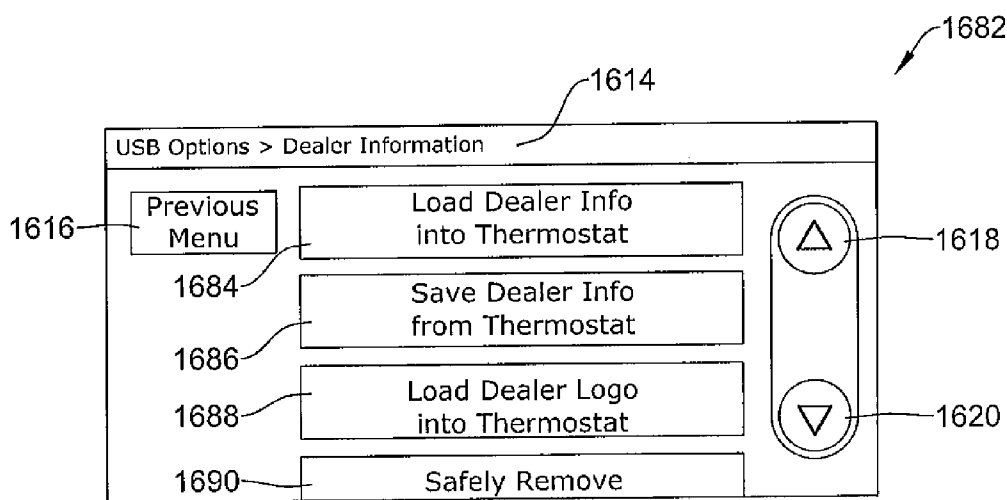 1682
1614
USB Options > Dealer Information
Previous
Menu
1616
Load Dealer Info
into Thermostat
1618
1684
Save Dealer Info
from Thermostat
1686
Load Dealer Logo
into Thermostat
1688
1620
1690
Safely Remove